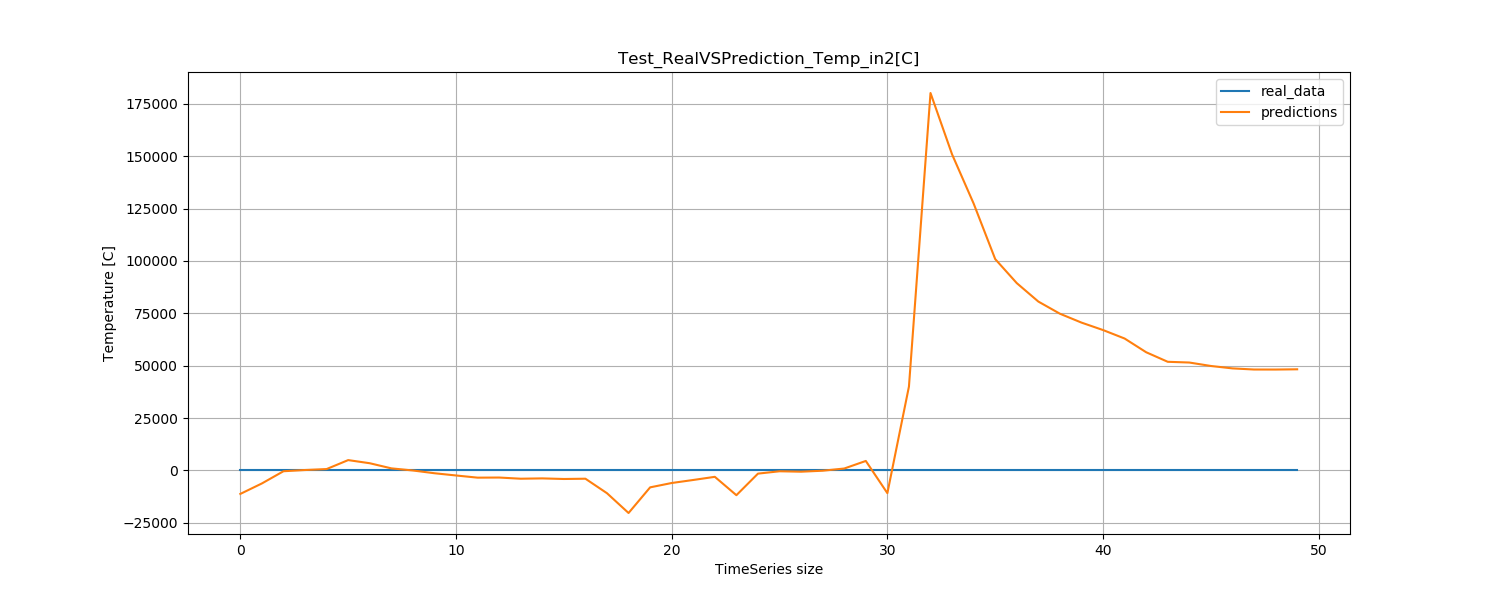 Test_RealVSPrediction_Temp_in2[C]
real_data
predictions
Temperature [C]
175000
150000
125000
100000
75000
50000
25000
0
−25000
0 10 20 30 40 50
TimeSeries size